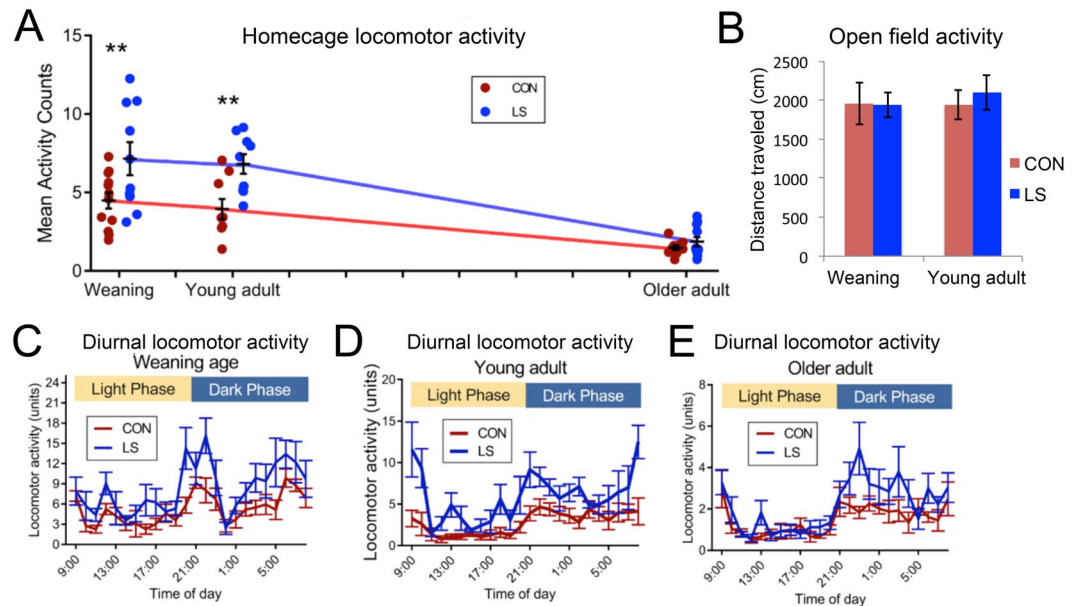 A
Homecage locomotor activity
15
10
5
0
Mean Activity Counts
**
**
CON
LS
Weaning
Young adult
Older adult
B
Open field activity
2500
2000
1500
1000
500
0
Distance traveled (cm)
CON
LS
Weaning
Young adult
C
Diurnal locomotor activity
Weaning age
24
21
18
15
12
9
6
3
0
Locomotor activity (units)
Light Phase
Dark Phase
CON
LS
9:00
13:00
17:00
21:00
1:00
5:00
Time of day
D
Diurnal locomotor activity
Young adult
20
15
10
5
0
Locomotor activity (units)
Light Phase
Dark Phase
CON
LS
9:00
13:00
17:00
21:00
1:00
5:00
Time of day
E
Diurnal locomotor activity
Older adult
8
6
4
2
0
Locomotor activity (units)
Light Phase
Dark Phase
CON
LS
9:00
13:00
17:00
21:00
1:00
5:00
Time of day